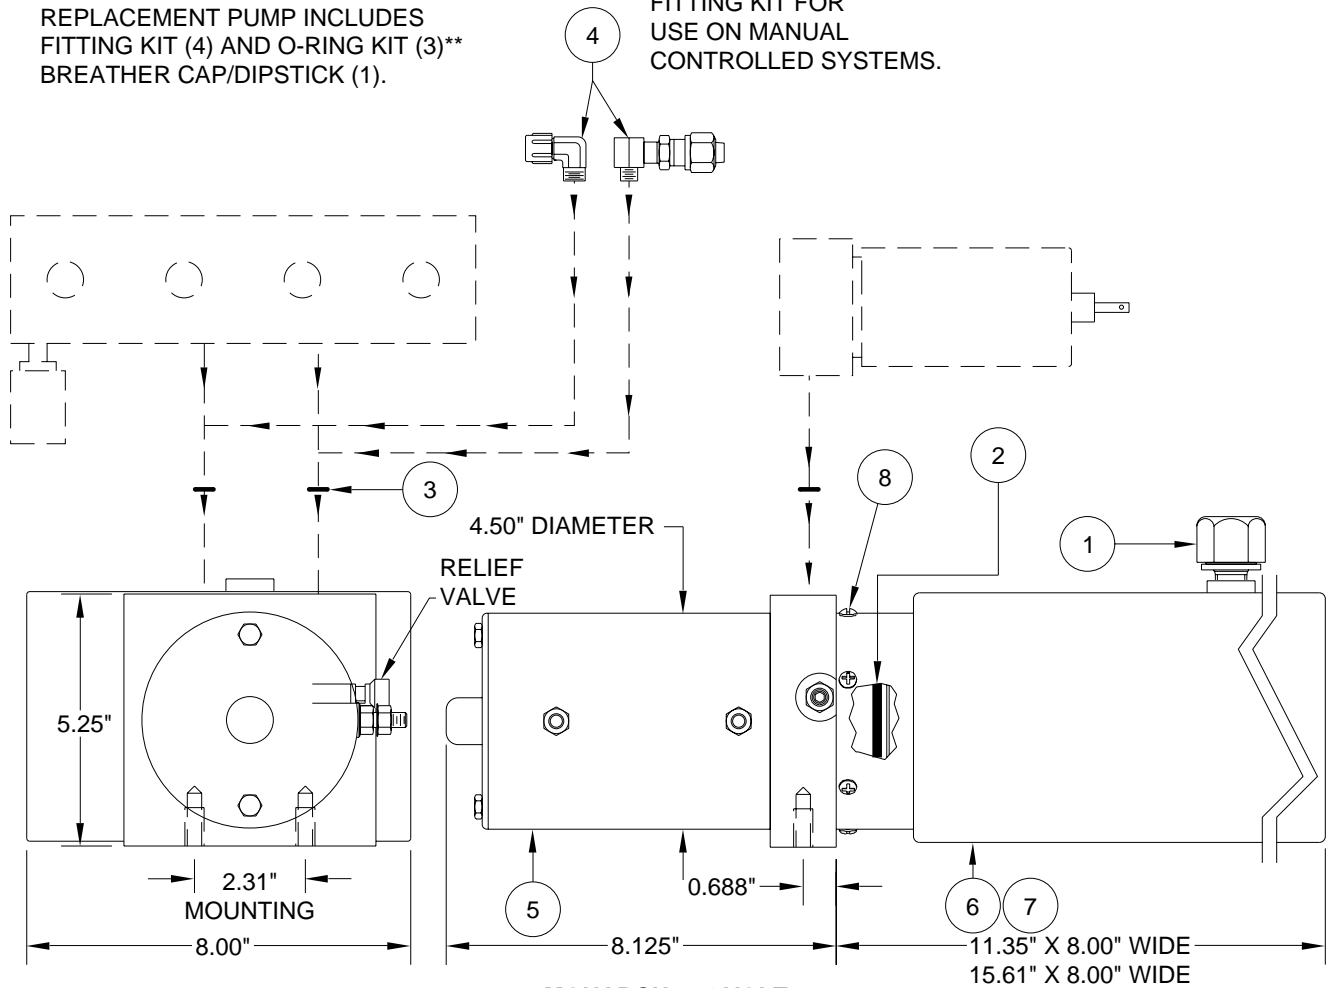 REPLACEMENT PUMP INCLUDES
FITTING KIT (4) AND O-RING KIT (3)**
BREATHER CAP/DIPSTICK (1).
4
FITTING KIT FOR
USE ON MANUAL
CONTROLLED SYSTEMS.
3
8
2
1
4.50" DIAMETER
RELIEF
VALVE
5.25"
2.31"
MOUNTING
8.00"
5
0.688"
8.125"
6
7
11.35" X 8.00" WIDE
15.61" X 8.00" WIDE